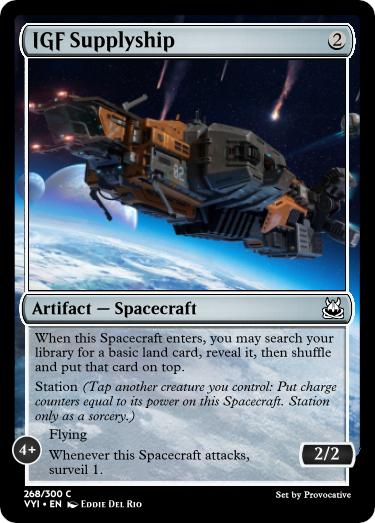 IGF Supplyship
2
82
Artifact — Spacecraft
When this Spacecraft enters, you may search your
library for a basic land card, reveal it, then shuffle
and put that card on top.
Station (Tap another creature you control: Put charge
counters equal to its power on this Spacecraft. Station
only as a sorcery.)
Flying
4+
Whenever this Spacecraft attacks,
surveil 1.
2/2
268/300 C
VYI • EN Eddie Del Rio
Set by Provocative